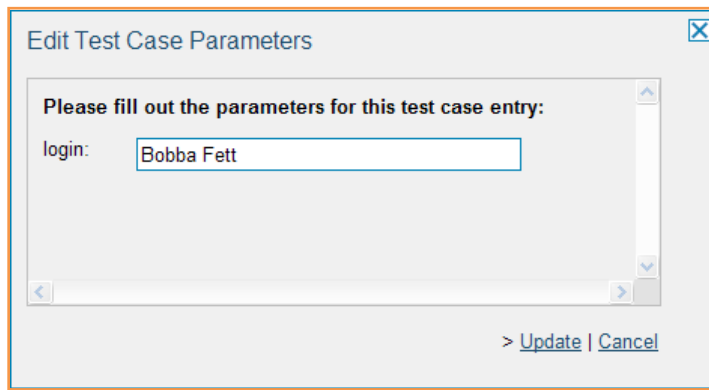 Edit Test Case Parameters
Please fill out the parameters for this test case entry:
login: Bobba Fett
> Update | Cancel